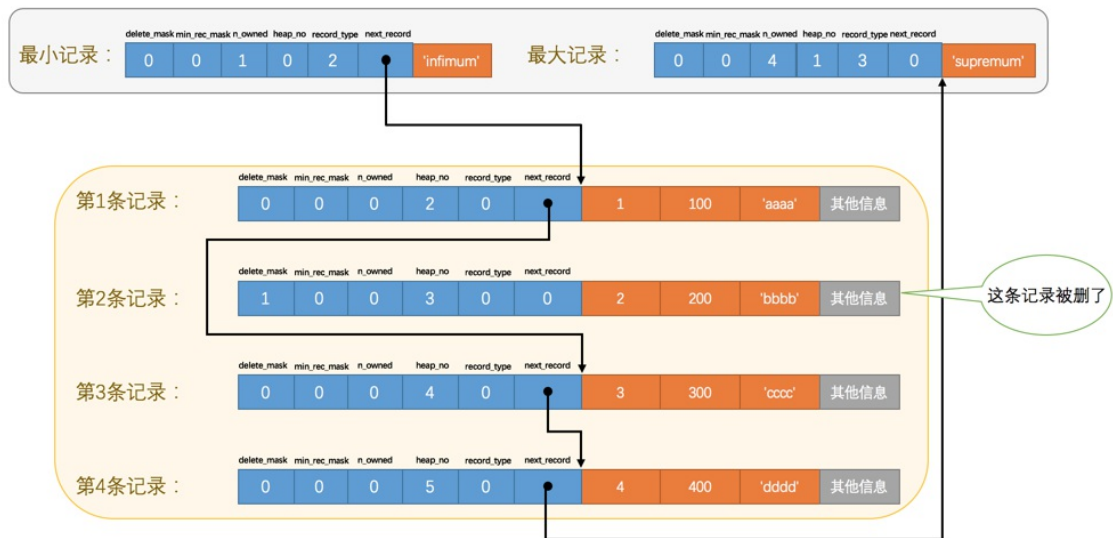 delete_mask min_rec_mask n_owned heap_no record_type next_record
最小记录： 0 0 1 0 2 'infimum'
delete_mask min_rec_mask n_owned heap_no record_type next_record
最大记录： 0 0 4 1 3 0 'supremum'
delete_mask min_rec_mask n_owned heap_no record_type next_record
第1条记录： 0 0 0 2 0 1 100 'aaaa' 其他信息
delete_mask min_rec_mask n_owned heap_no record_type next_record
第2条记录： 1 0 0 3 0 0 2 200 'bbbb' 其他信息
这条记录被删了
delete_mask min_rec_mask n_owned heap_no record_type next_record
第3条记录： 0 0 0 4 0 3 300 'cccc' 其他信息
delete_mask min_rec_mask n_owned heap_no record_type next_record
第4条记录： 0 0 0 5 0 4 400 'dddd' 其他信息